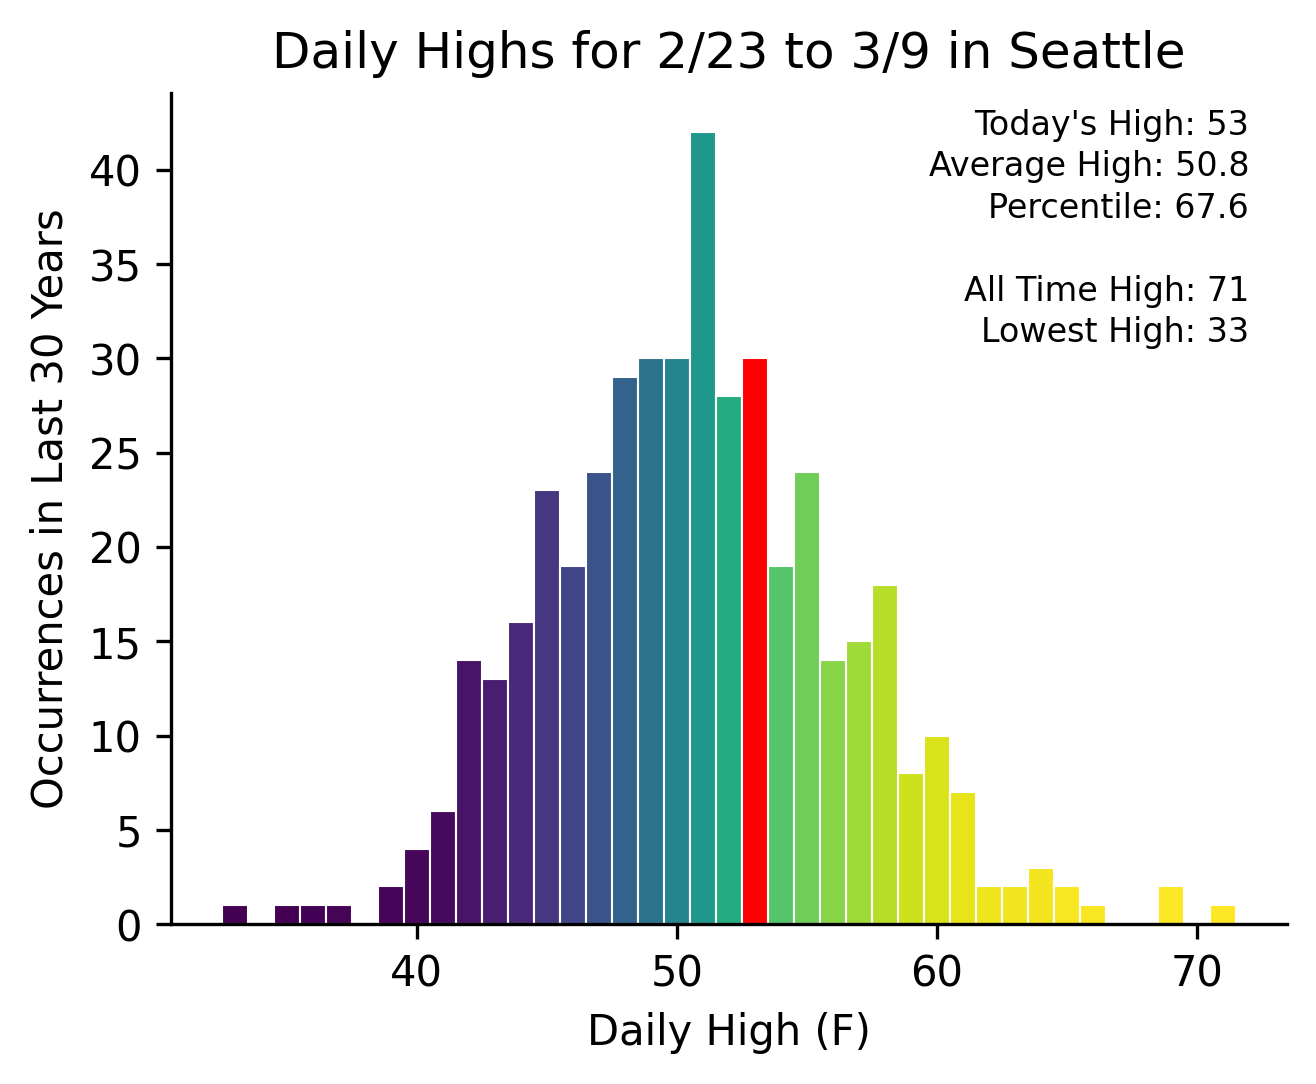 Daily Highs for 2/23 to 3/9 in Seattle
Today's High: 53
Average High: 50.8
Percentile: 67.6
All Time High: 71
Lowest High: 33
Occurrences in Last 30 Years
40
35
30
25
20
15
10
5
0
40 50 60 70
Daily High (F)